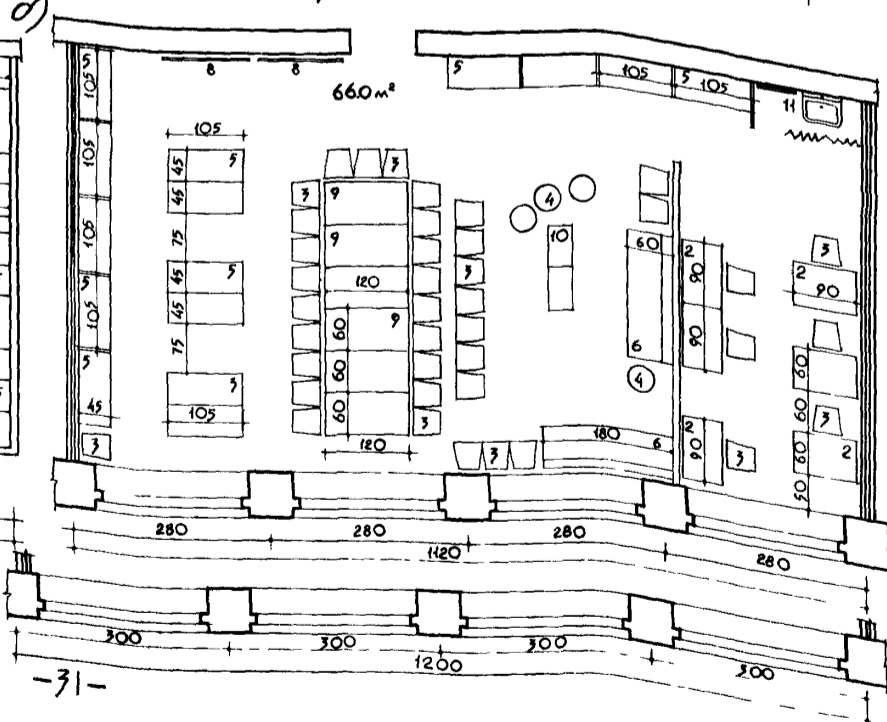 d)
5 8 8 66.0 m² 5 105 5 105 11
105
105
105 45 5 3 3 9 4
45
105 75 9 10 60 2 90 3 2 90
5 45 5 120 3
105 45 60 9 90 60
5 75 60 6 4 60 3
3 105 60 3 180 6 2 90 60 2
45 3 120 3 3 50
280 280 280 280
1120
300 300 300 300
1200
-31-